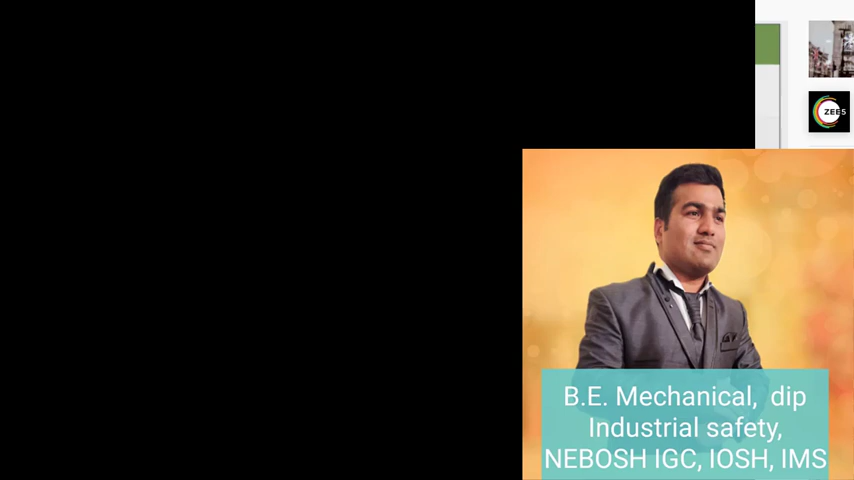 ZEE5
B.E. Mechanical, dip
Industrial safety,
NEBOSH IGC, IOSH, IMS